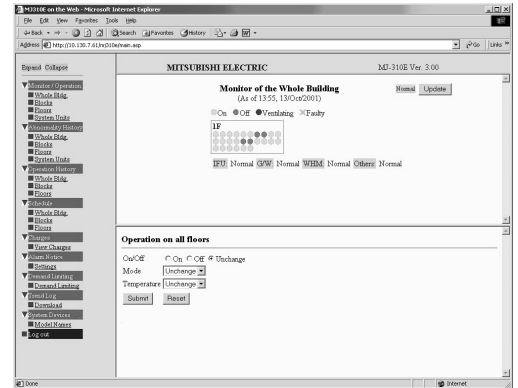 MJ310E on the Web - Microsoft Internet Explorer
File Edit View Favorites Tools Help
Back Search Favorites History
Address http://10.130.7.61/mj310e/main.asp Go Links
Expand Collapse
MITSUBISHI ELECTRIC MJ-310E Ver. 3.00
Monitor/Operation
Whole Bldg.
Blocks
Floors
System Units
Abnormality History
Whole Bldg.
Blocks
Floors
System Units
Operation History
Whole Bldg.
Blocks
Floors
Schedule
Whole Bldg.
Blocks
Floors
Charges
View Charges
Alarm Notice
Settings
Demand Limiting
Demand Limiting
Trend Log
Download
System Devices
Model Names
Log out
Monitor of the Whole Building
(As of 13:55, 13/Oct/2001)
Normal Update
On Off Ventilating Faulty
1F
IFU: Normal G/W: Normal WHM: Normal Others: Normal
Operation on all floors
On/Off On Off Unchange
Mode Unchange
Temperature Unchange
Submit Reset
Done Internet